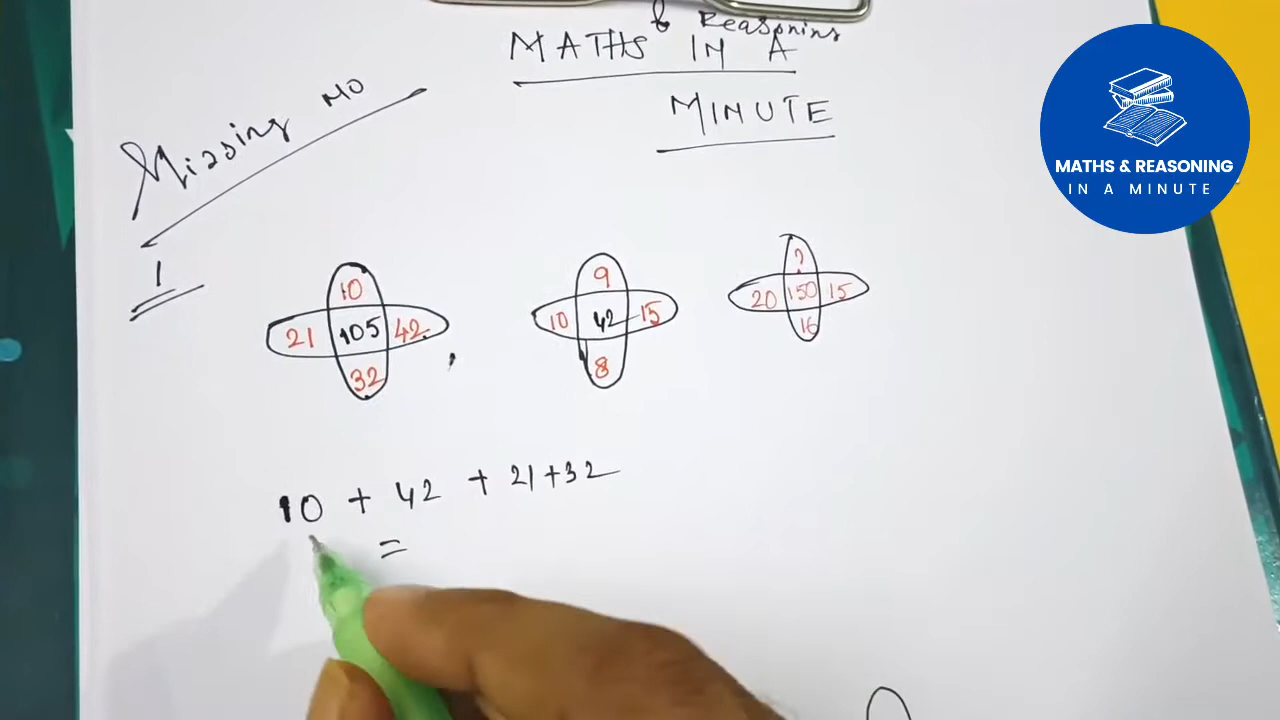 & Reasoning
MATHS IN A
MINUTE
Missing NO
1
MATHS & REASONING
IN A MINUTE
10
21 105 42
32
9
10 42 15
8
?
20 150 15
16
10 + 42 + 21 + 32
=